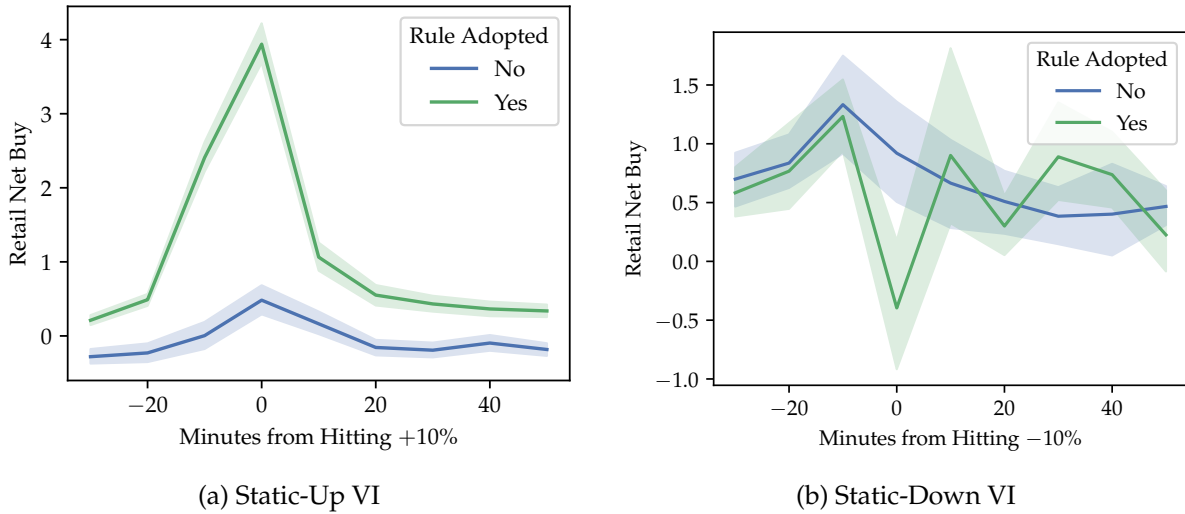 Retail Net Buy
4
3
2
1
0
Rule Adopted
No
Yes
−20
0
20
40
Minutes from Hitting +10%
(a) Static-Up VI
Retail Net Buy
1.5
1.0
0.5
0.0
−0.5
−1.0
Rule Adopted
No
Yes
−20
0
20
40
Minutes from Hitting −10%
(b) Static-Down VI